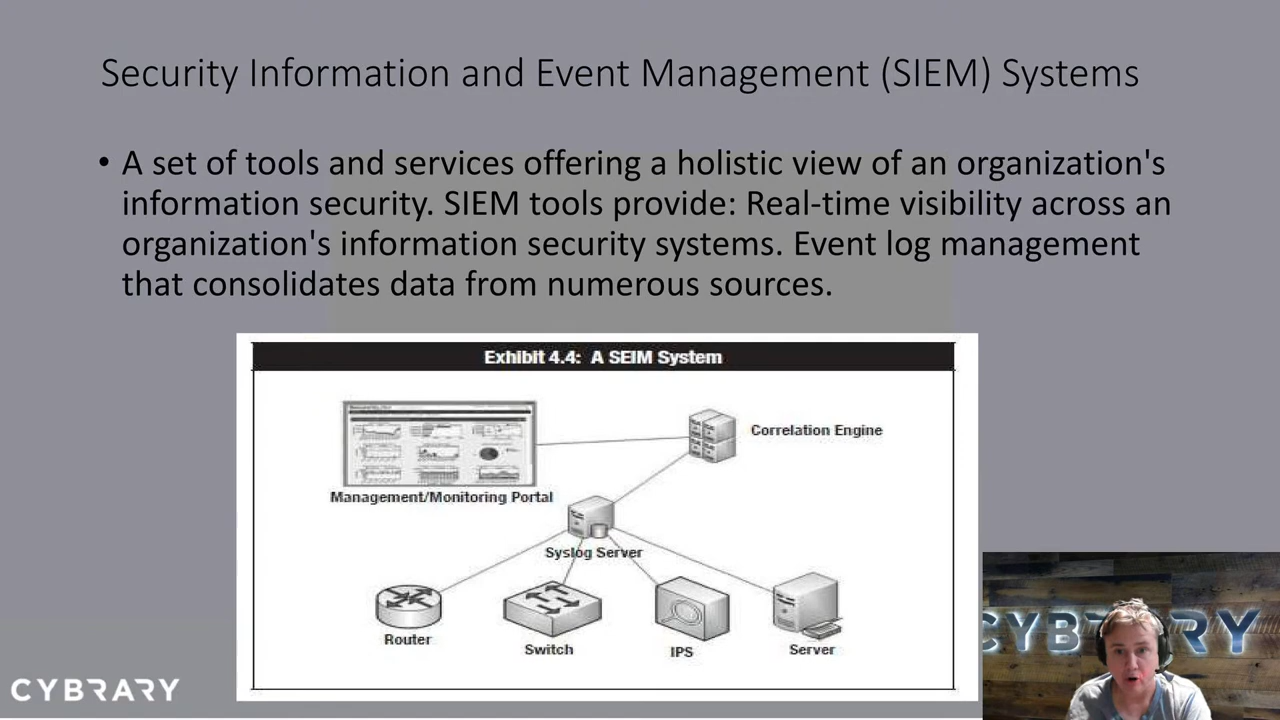 Security Information and Event Management (SIEM) Systems
• A set of tools and services offering a holistic view of an organization's
information security. SIEM tools provide: Real-time visibility across an
organization's information security systems. Event log management
that consolidates data from numerous sources.
Exhibit 4.4: A SEIM System
Correlation Engine
Management/Monitoring Portal
Syslog Server
Router
Switch
IPS
Server
CYBRARY
CYBRARY